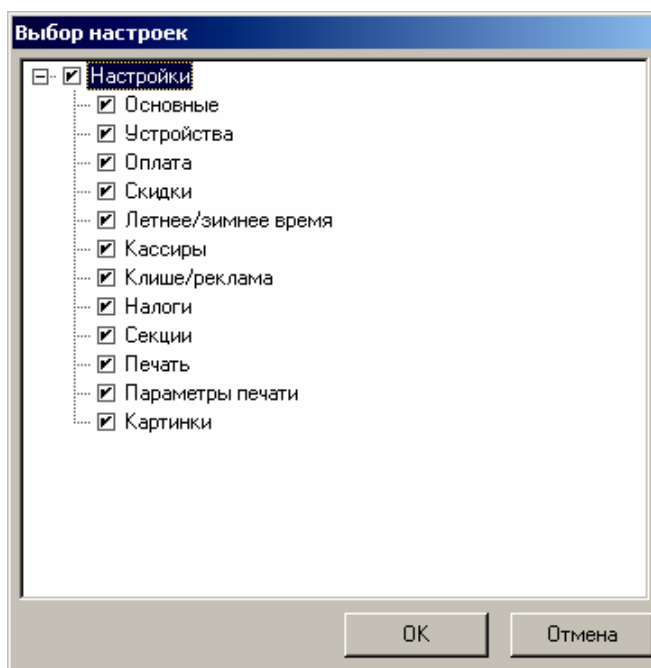 Выбор настроек
Настройки
Основные
Устройства
Оплата
Скидки
Летнее/зимнее время
Кассиры
Клише/реклама
Налоги
Секции
Печать
Параметры печати
Картинки
ОК
Отмена